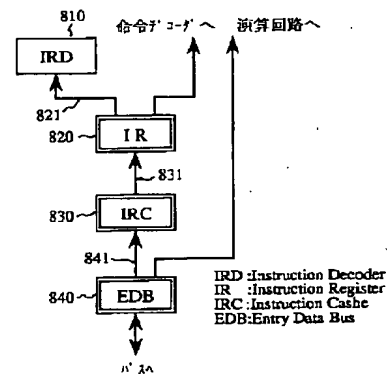 810
命令デコーダへ 演算回路へ
IRD
821
820
IR
831
830
IRC
841
840
EDB
IRD :Instruction Decoder
IR :Instruction Register
IRC:Instruction Cashe
EDB:Entry Data Bus
バスへ